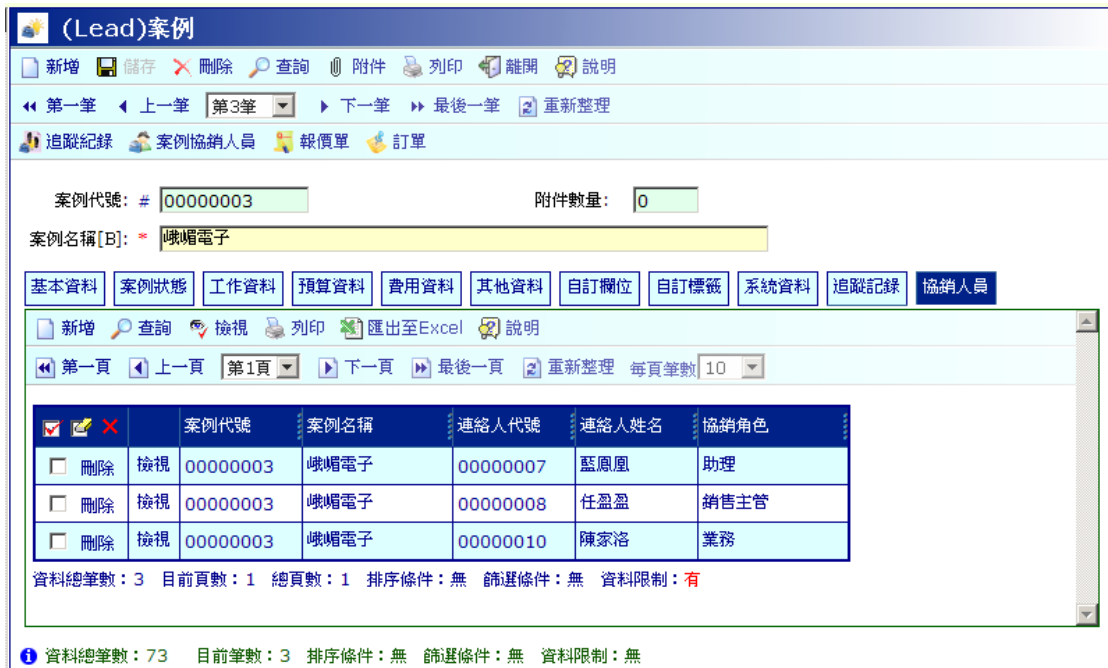 (Lead)案例
新增 儲存 刪除 查詢 附件 列印 離開 說明
第一筆 上一筆 第3筆 下一筆 最後一筆 重新整理
追蹤紀錄 案例協銷人員 報價單 訂單
案例代號: # 00000003 附件數量: 0
案例名稱[B]: * 峨嵋電子
基本資料 案例狀態 工作資料 預算資料 費用資料 其他資料 自訂欄位 自訂標籤 系統資料 追蹤記錄 協銷人員
新增 查詢 檢視 列印 匯出至Excel 說明
第一頁 上一頁 第1頁 下一頁 最後一頁 重新整理 每頁筆數 10
案例代號 案例名稱 連絡人代號 連絡人姓名 協銷角色
刪除 檢視 00000003 峨嵋電子 00000007 藍鳳凰 助理
刪除 檢視 00000003 峨嵋電子 00000008 任盈盈 銷售主管
刪除 檢視 00000003 峨嵋電子 00000010 陳家洛 業務
資料總筆數：3 目前頁數：1 總頁數：1 排序條件：無 篩選條件：無 資料限制：有
資料總筆數：73 目前筆數：3 排序條件：無 篩選條件：無 資料限制：無